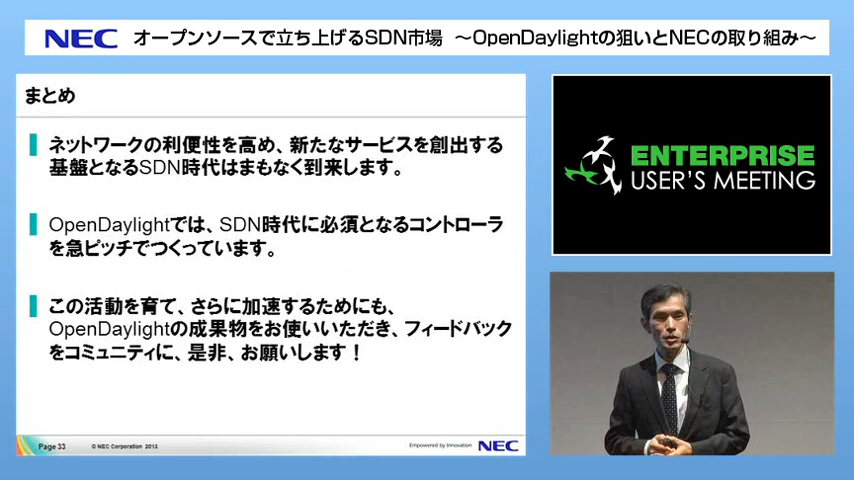 NEC オープンソースで立ち上げるSDN市場 ～OpenDaylightの狙いとNECの取り組み～
まとめ
ネットワークの利便性を高め、新たなサービスを創出する
基盤となるSDN時代はまもなく到来します。
OpenDaylightでは、SDN時代に必須となるコントローラ
を急ピッチでつくっています。
この活動を育て、さらに加速するためにも、
OpenDaylightの成果物をお使いいただき、フィードバック
をコミュニティに、是非、お願いします！
Page 33 © NEC Corporation 2013 Empowered by Innovation NEC
ENTERPRISE
USER'S MEETING